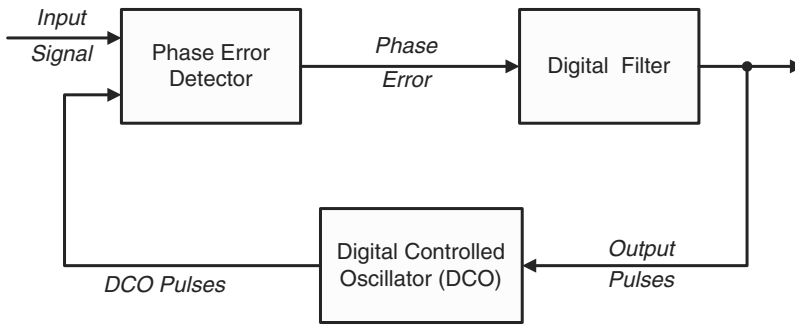 Input
Signal
Phase Error
Detector
Phase
Error
Digital Filter
Digital Controlled
Oscillator (DCO)
Output
Pulses
DCO Pulses